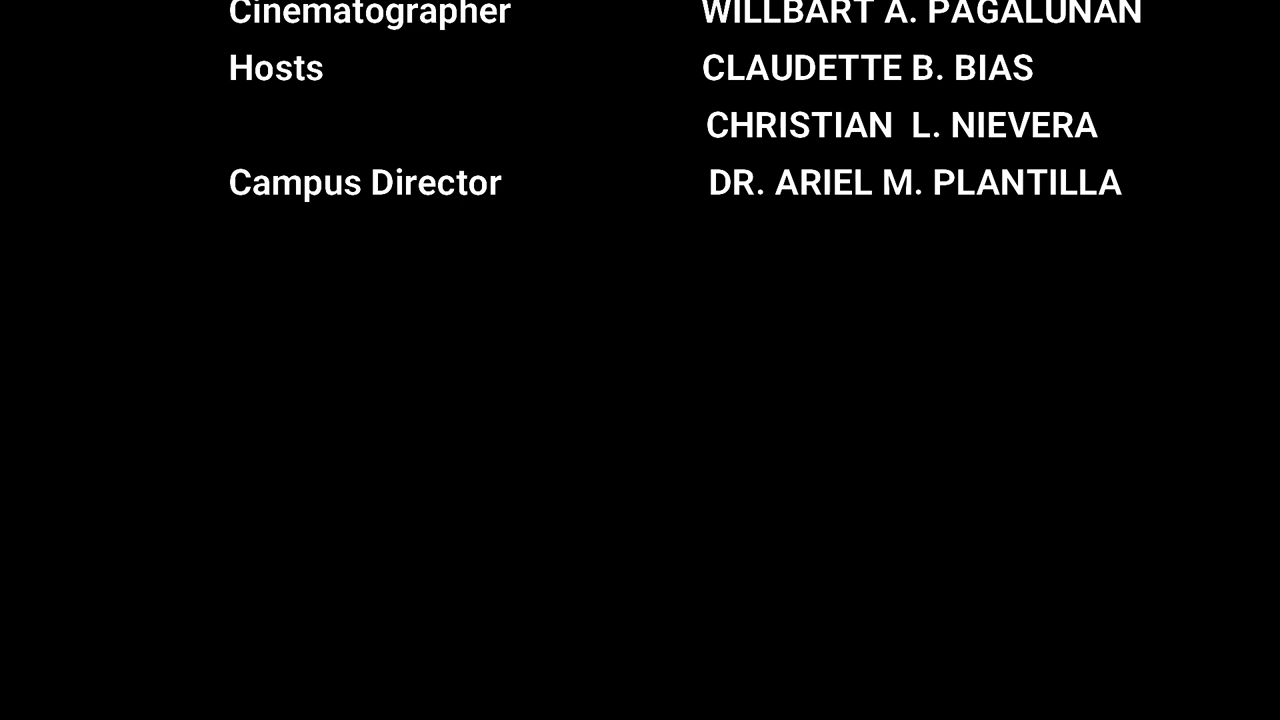 Cinematographer WILLBART A. PAGALUNAN
Hosts CLAUDETTE B. BIAS
CHRISTIAN L. NIEVERA
Campus Director DR. ARIEL M. PLANTILLA